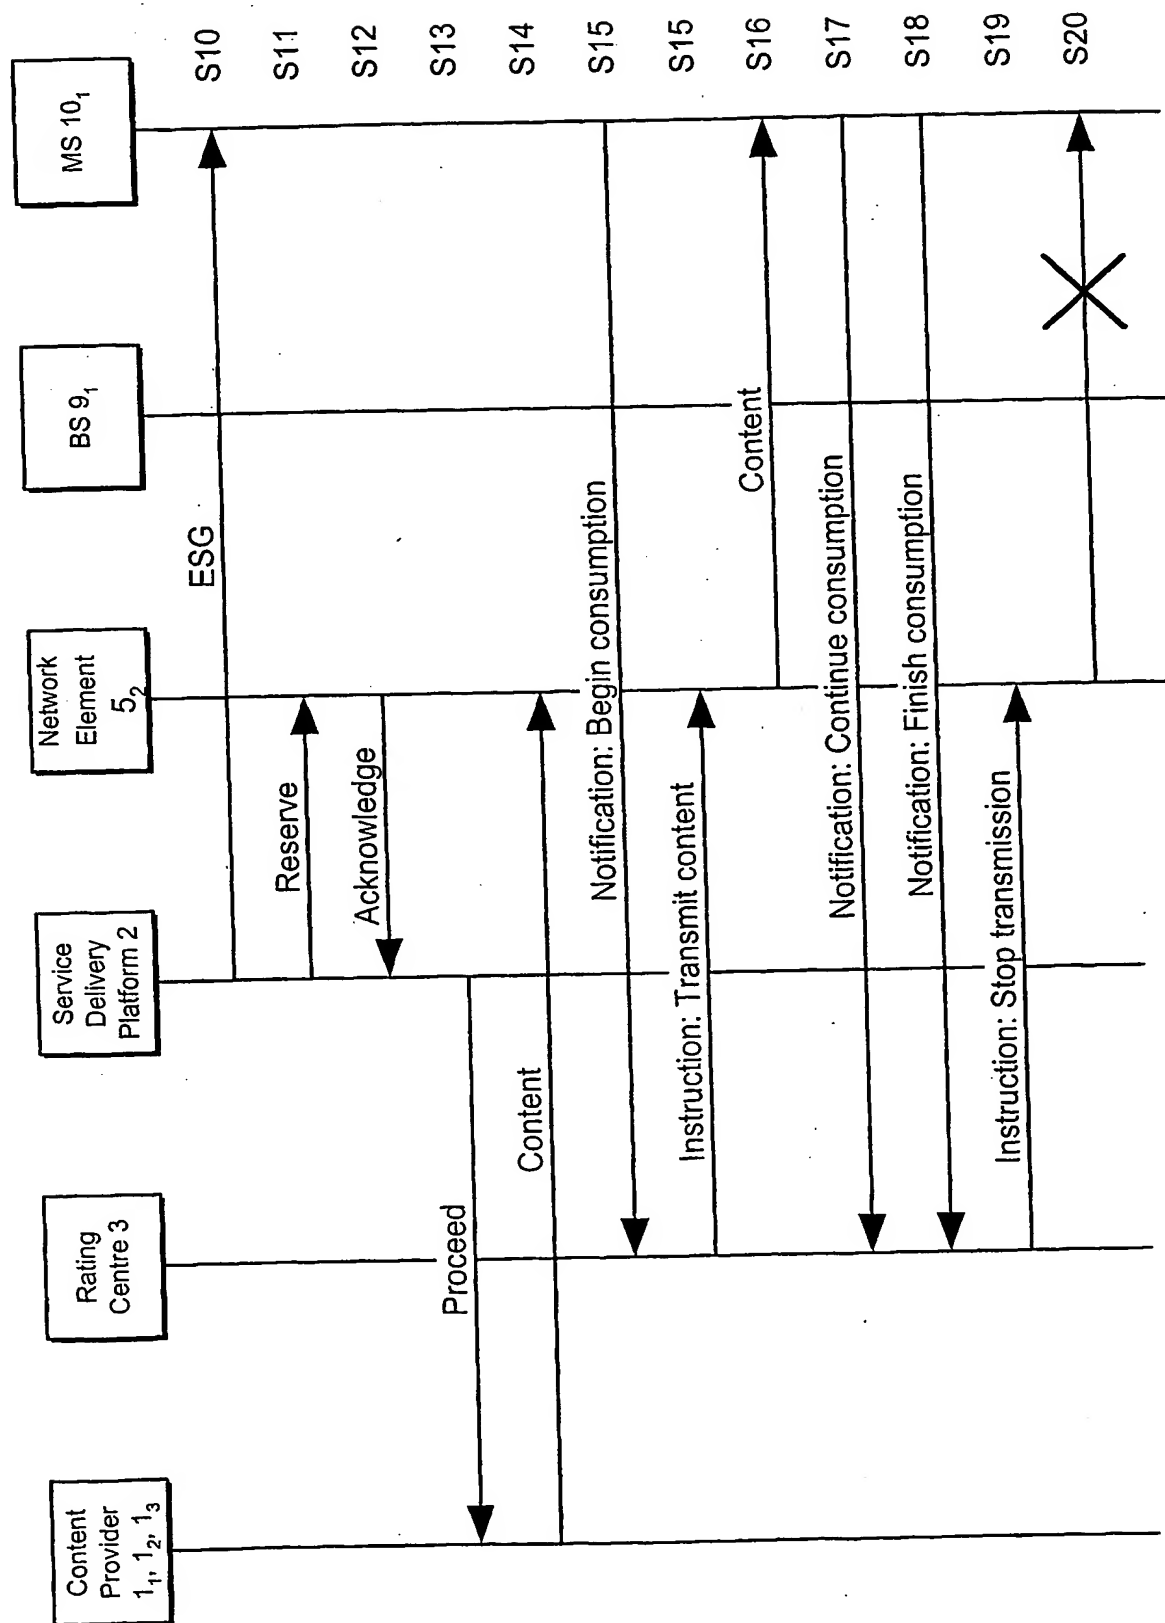 Content
Provider
1₁, 1₂, 1₃
Rating
Centre 3
Service
Delivery
Platform 2
Network
Element
5₂
BS 9₁
MS 10₁
ESG
S10
Reserve
S11
Acknowledge
S12
Proceed
S13
Content
S14
Notification: Begin consumption
S15
Instruction: Transmit content
S15
Content
S16
Notification: Continue consumption
S17
Notification: Finish consumption
S18
Instruction: Stop transmission
S19
S20